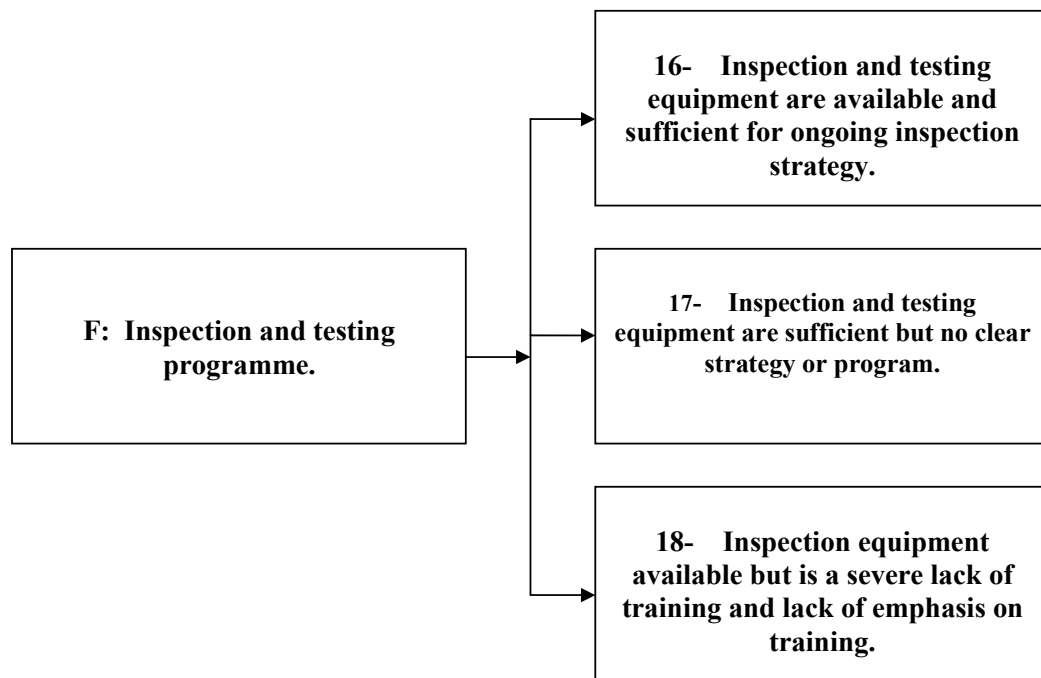 16- Inspection and testing
equipment are available and
sufficient for ongoing inspection
strategy.
F: Inspection and testing
programme.
17- Inspection and testing
equipment are sufficient but no clear
strategy or program.
18- Inspection equipment
available but is a severe lack of
training and lack of emphasis on
training.